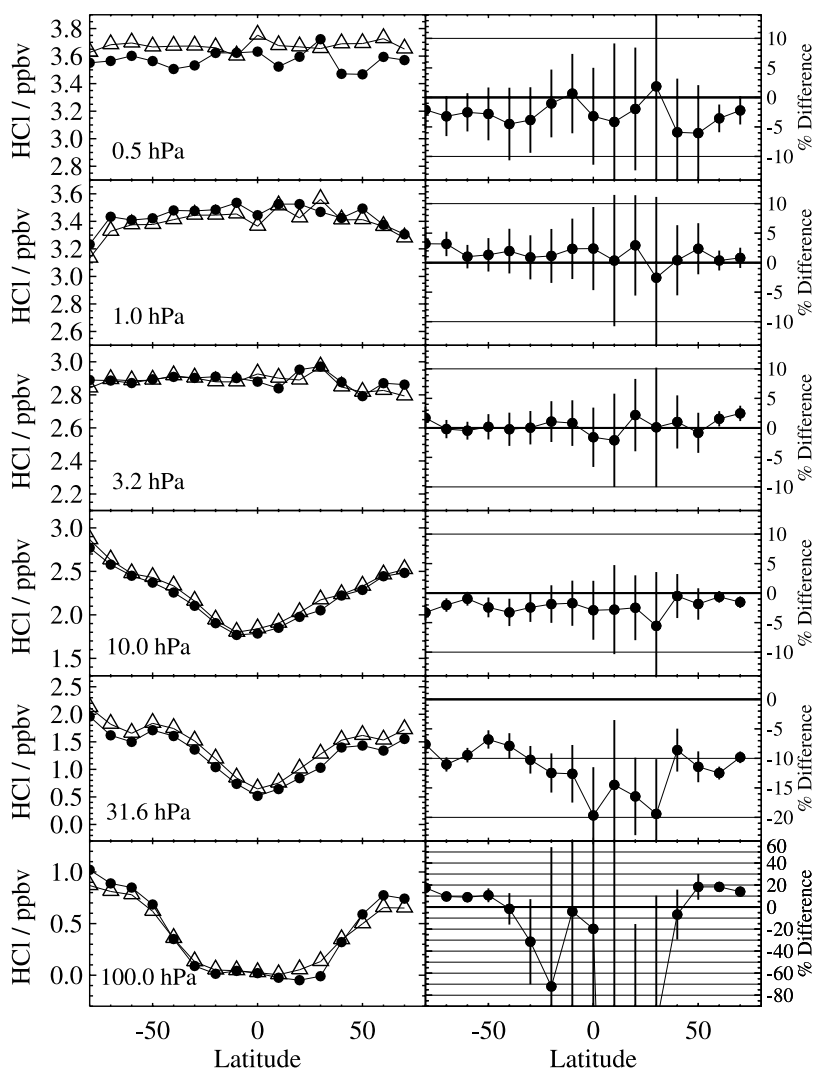 HCl / ppbv
3.8
3.6
3.4
3.2
3.0
2.8
0.5 hPa
10
5
0
-5
-10
% Difference
HCl / ppbv
3.6
3.4
3.2
3.0
2.8
2.6
1.0 hPa
10
5
0
-5
-10
% Difference
HCl / ppbv
3.0
2.8
2.6
2.4
2.2
3.2 hPa
10
5
0
-5
-10
% Difference
HCl / ppbv
3.0
2.5
2.0
1.5
10.0 hPa
10
5
0
-5
-10
% Difference
HCl / ppbv
2.5
2.0
1.5
1.0
0.5
0.0
31.6 hPa
0
-5
-10
-15
-20
% Difference
HCl / ppbv
1.0
0.5
0.0
100.0 hPa
60
40
20
0
-20
-40
-60
-80
% Difference
-50 0 50
Latitude
-50 0 50
Latitude